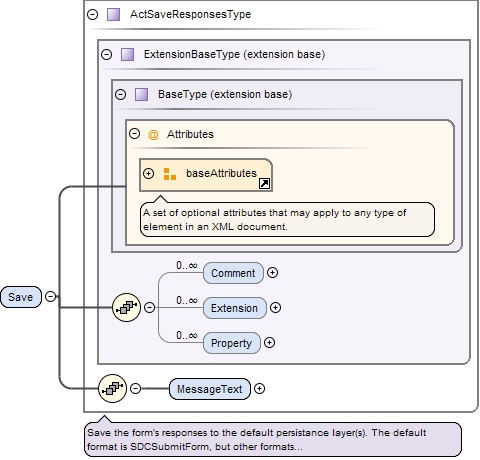 ActSaveResponsesType
ExtensionBaseType (extension base)
BaseType (extension base)
@ Attributes
baseAttributes
A set of optional attributes that may apply to any type of
element in an XML document.
0..∞
Comment
0..∞
Extension
Save
0..∞
Property
MessageText
Save the form's responses to the default persistance layer(s). The default
format is SDCSubmitForm, but other formats...